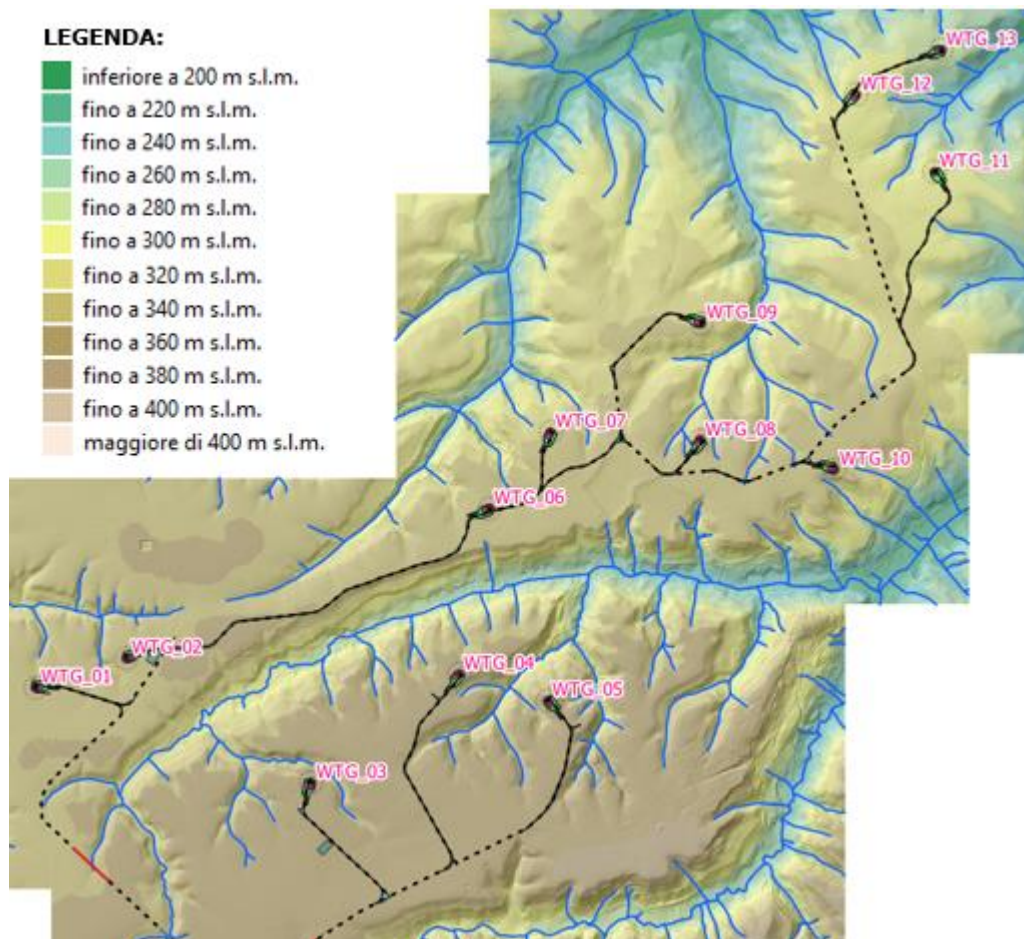 LEGENDA:
inferiore a 200 m s.l.m.
fino a 220 m s.l.m.
fino a 240 m s.l.m.
fino a 260 m s.l.m.
fino a 280 m s.l.m.
fino a 300 m s.l.m.
fino a 320 m s.l.m.
fino a 340 m s.l.m.
fino a 360 m s.l.m.
fino a 380 m s.l.m.
fino a 400 m s.l.m.
maggiore di 400 m s.l.m.
WTG_13
WTG_12
WTG_11
WTG_09
WTG_07
WTG_08
WTG_10
WTG_06
WTG_02
WTG_01
WTG_04
WTG_05
WTG_03